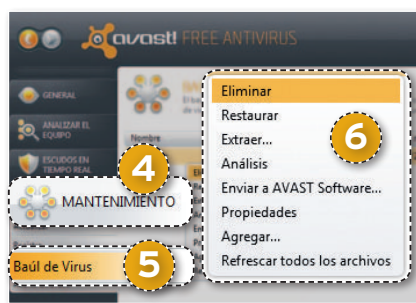 avast! FREE ANTIVIRUS
GENERAL
ANALIZAR EL
EQUIPO
ESCUDOS EN
TIEMPO REAL
Nombre
4
MANTENIMIENTO
Baúl de Virus
5
Eliminar
Restaurar
Extraer...
Análisis
Enviar a AVAST Software...
Propiedades
Agregar...
Refrescar todos los archivos
6